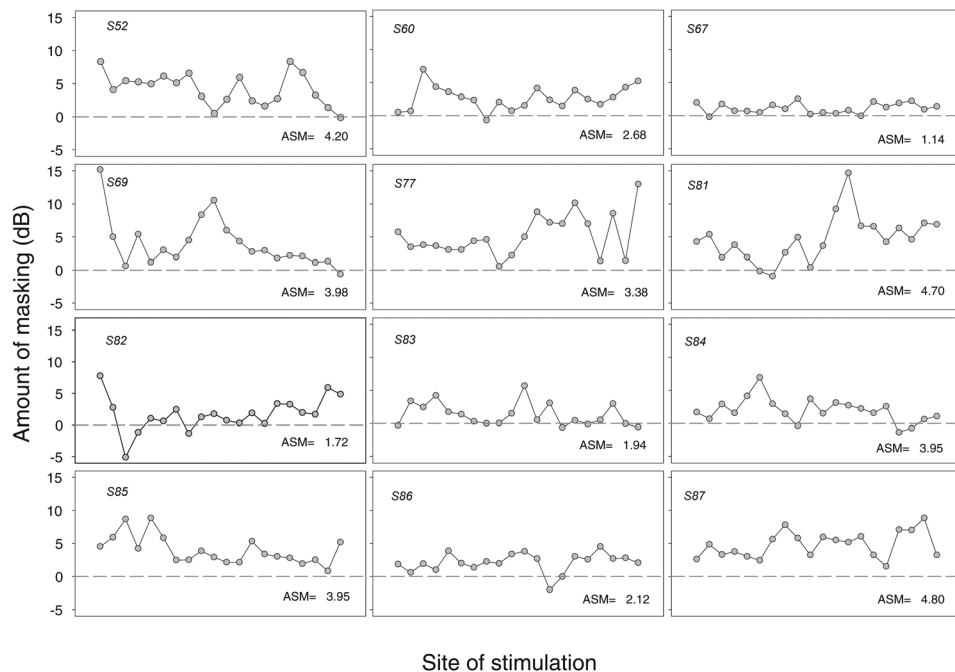 Amount of masking (dB)
15
10
5
0
-5
S52
ASM= 4.20
S60
ASM= 2.68
S67
ASM= 1.14
15
10
5
0
-5
S69
ASM= 3.98
S77
ASM= 3.38
S81
ASM= 4.70
15
10
5
0
-5
S82
ASM= 1.72
S83
ASM= 1.94
S84
ASM= 3.95
15
10
5
0
-5
S85
ASM= 3.95
S86
ASM= 2.12
S87
ASM= 4.80
Site of stimulation